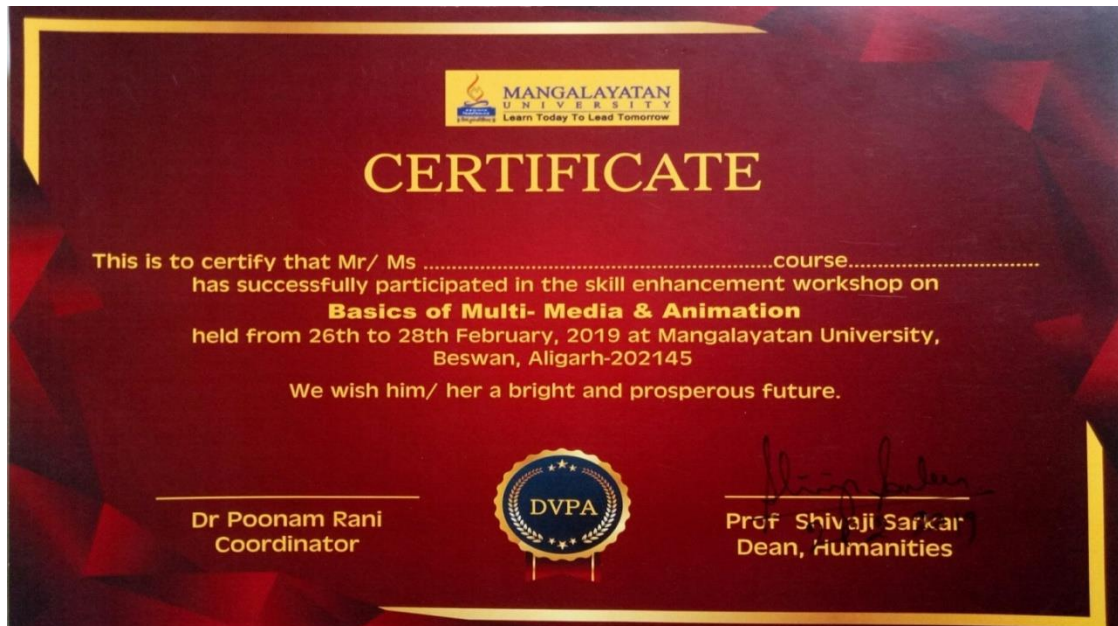 MANGALAYATAN
UNIVERSITY
Learn Today To Lead Tomorrow
CERTIFICATE
This is to certify that Mr/ Ms ........................................................................course.......................................
has successfully participated in the skill enhancement workshop on
Basics of Multi- Media & Animation
held from 26th to 28th February, 2019 at Mangalayatan University,
Beswan, Aligarh-202145
We wish him/ her a bright and prosperous future.
DVPA
Dr Poonam Rani
Coordinator
Prof Shivaji Sarkar
Dean, Humanities